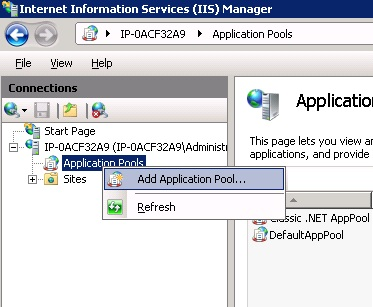 Internet Information Services (IIS) Manager
IP-0ACF32A9 Application Pools
File View Help
Connections
Start Page
IP-0ACF32A9 (IP-0ACF32A9\Administr
Application Pools
Sites
Add Application Pool...
Refresh
Application
This page lets you view an
applications, and provide
Classic .NET AppPool
DefaultAppPool